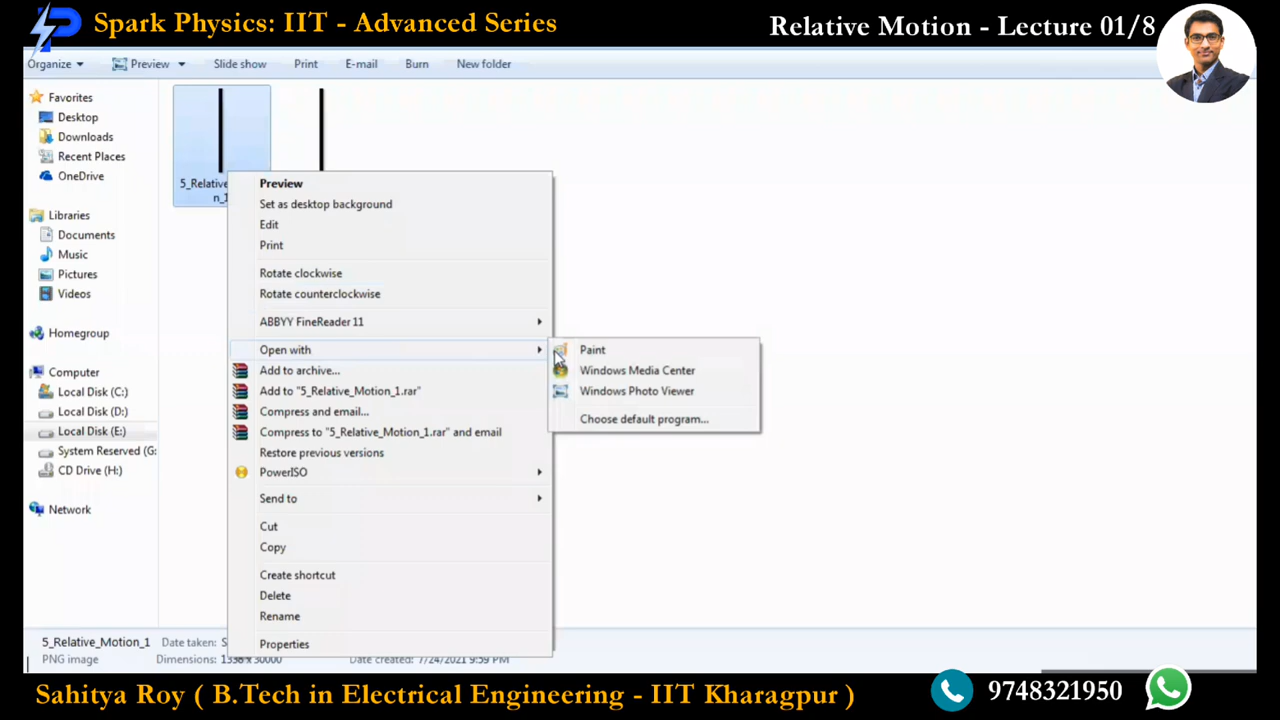 Spark Physics: IIT - Advanced Series
Relative Motion - Lecture 01/8
Organize
Preview
Slide show
Print
E-mail
Burn
New folder
Favorites
Desktop
Downloads
Recent Places
OneDrive
Libraries
Documents
Music
Pictures
Videos
Homegroup
Computer
Local Disk (C:)
Local Disk (D:)
Local Disk (E:)
System Reserved (G:
CD Drive (H:)
Network
5_Relative
Preview
Set as desktop background
Edit
Print
Rotate clockwise
Rotate counterclockwise
ABBYY FineReader 11
Open with
Add to archive...
Add to "5_Relative_Motion_1.rar"
Compress and email...
Compress to "5_Relative_Motion_1.rar" and email
Restore previous versions
PowerISO
Send to
Cut
Copy
Create shortcut
Delete
Rename
Properties
Paint
Windows Media Center
Windows Photo Viewer
Choose default program...
5_Relative_Motion_1
Date taken:
PNG image
Dimensions:
Date created: 7/24/2021 9:59 PM
Sahitya Roy ( B.Tech in Electrical Engineering - IIT Kharagpur )
9748321950